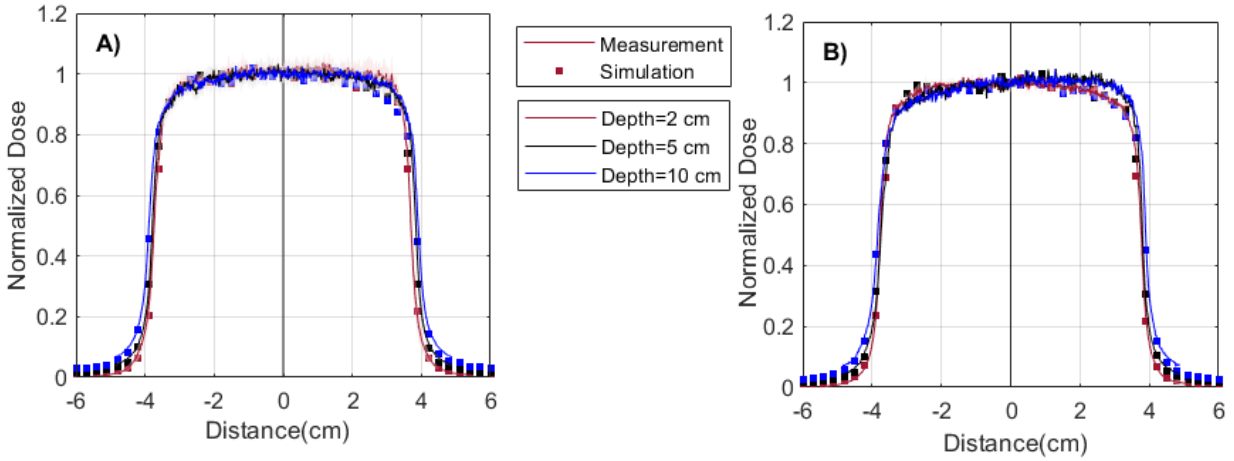 A)
1.2
1
0.8
0.6
0.4
0.2
0
Normalized Dose
-6 -4 -2 0 2 4 6
Distance(cm)
Measurement
Simulation
Depth=2 cm
Depth=5 cm
Depth=10 cm
B)
1.2
1
0.8
0.6
0.4
0.2
0
Normalized Dose
-6 -4 -2 0 2 4 6
Distance(cm)